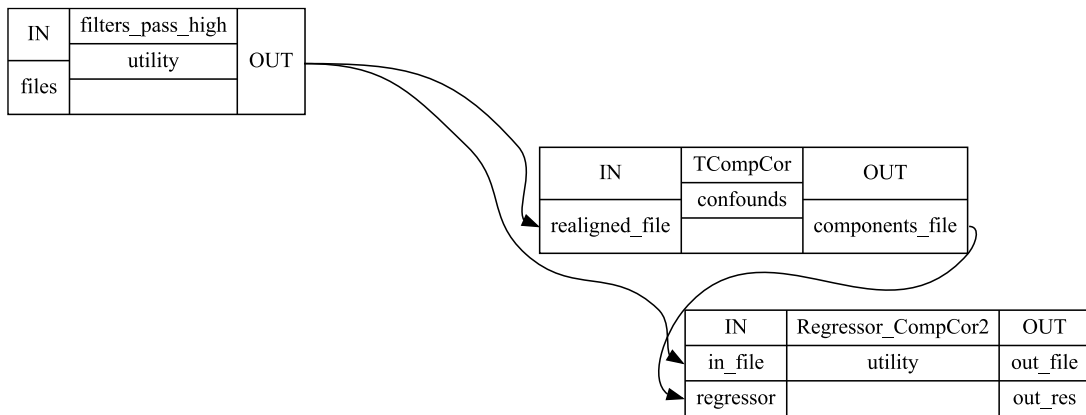 IN
filters_pass_high
OUT
utility
files
IN
TCompCor
OUT
confounds
realigned_file
components_file
IN
Regressor_CompCor2
OUT
in_file
utility
out_file
regressor
out_res